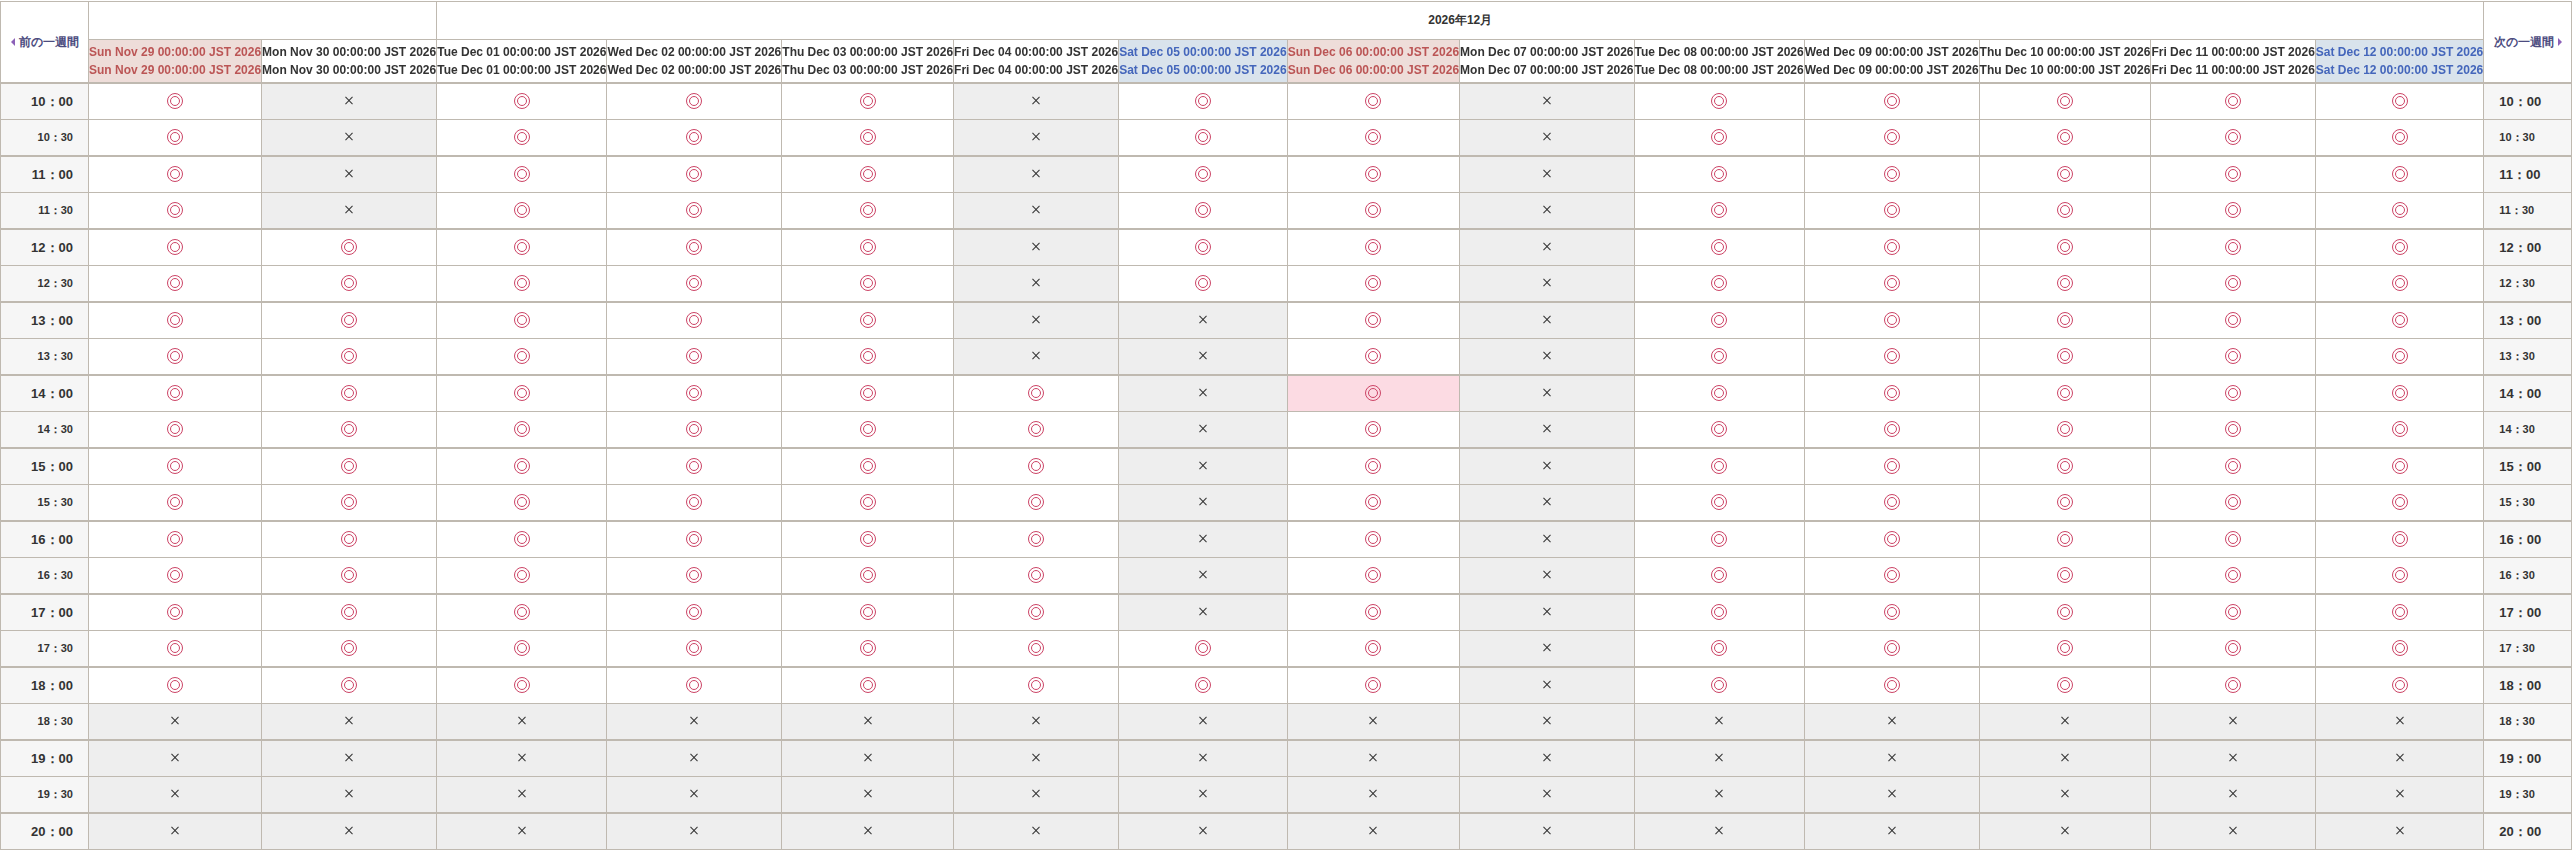 2026年12月
前の一週間
次の一週間
Sun Nov 29 00:00:00 JST 2026 Mon Nov 30 00:00:00 JST 2026 Tue Dec 01 00:00:00 JST 2026 Wed Dec 02 00:00:00 JST 2026 Thu Dec 03 00:00:00 JST 2026 Fri Dec 04 00:00:00 JST 2026 Sat Dec 05 00:00:00 JST 2026 Sun Dec 06 00:00:00 JST 2026 Mon Dec 07 00:00:00 JST 2026 Tue Dec 08 00:00:00 JST 2026 Wed Dec 09 00:00:00 JST 2026 Thu Dec 10 00:00:00 JST 2026 Fri Dec 11 00:00:00 JST 2026 Sat Dec 12 00:00:00 JST 2026
Sun Nov 29 00:00:00 JST 2026 Mon Nov 30 00:00:00 JST 2026 Tue Dec 01 00:00:00 JST 2026 Wed Dec 02 00:00:00 JST 2026 Thu Dec 03 00:00:00 JST 2026 Fri Dec 04 00:00:00 JST 2026 Sat Dec 05 00:00:00 JST 2026 Sun Dec 06 00:00:00 JST 2026 Mon Dec 07 00:00:00 JST 2026 Tue Dec 08 00:00:00 JST 2026 Wed Dec 09 00:00:00 JST 2026 Thu Dec 10 00:00:00 JST 2026 Fri Dec 11 00:00:00 JST 2026 Sat Dec 12 00:00:00 JST 2026
10：00 ◎ × ◎ ◎ ◎ × ◎ ◎ × ◎ ◎ ◎ ◎ ◎ 10：00
10：30 ◎ × ◎ ◎ ◎ × ◎ ◎ × ◎ ◎ ◎ ◎ ◎ 10：30
11：00 ◎ × ◎ ◎ ◎ × ◎ ◎ × ◎ ◎ ◎ ◎ ◎ 11：00
11：30 ◎ × ◎ ◎ ◎ × ◎ ◎ × ◎ ◎ ◎ ◎ ◎ 11：30
12：00 ◎ ◎ ◎ ◎ ◎ × ◎ ◎ × ◎ ◎ ◎ ◎ ◎ 12：00
12：30 ◎ ◎ ◎ ◎ ◎ × ◎ ◎ × ◎ ◎ ◎ ◎ ◎ 12：30
13：00 ◎ ◎ ◎ ◎ ◎ × × ◎ × ◎ ◎ ◎ ◎ ◎ 13：00
13：30 ◎ ◎ ◎ ◎ ◎ × × ◎ × ◎ ◎ ◎ ◎ ◎ 13：30
14：00 ◎ ◎ ◎ ◎ ◎ ◎ × ◎ × ◎ ◎ ◎ ◎ ◎ 14：00
14：30 ◎ ◎ ◎ ◎ ◎ ◎ × ◎ × ◎ ◎ ◎ ◎ ◎ 14：30
15：00 ◎ ◎ ◎ ◎ ◎ ◎ × ◎ × ◎ ◎ ◎ ◎ ◎ 15：00
15：30 ◎ ◎ ◎ ◎ ◎ ◎ × ◎ × ◎ ◎ ◎ ◎ ◎ 15：30
16：00 ◎ ◎ ◎ ◎ ◎ ◎ × ◎ × ◎ ◎ ◎ ◎ ◎ 16：00
16：30 ◎ ◎ ◎ ◎ ◎ ◎ × ◎ × ◎ ◎ ◎ ◎ ◎ 16：30
17：00 ◎ ◎ ◎ ◎ ◎ ◎ × ◎ × ◎ ◎ ◎ ◎ ◎ 17：00
17：30 ◎ ◎ ◎ ◎ ◎ ◎ ◎ ◎ × ◎ ◎ ◎ ◎ ◎ 17：30
18：00 ◎ ◎ ◎ ◎ ◎ ◎ ◎ ◎ × ◎ ◎ ◎ ◎ ◎ 18：00
18：30 × × × × × × × × × × × × × × 18：30
19：00 × × × × × × × × × × × × × × 19：00
19：30 × × × × × × × × × × × × × × 19：30
20：00 × × × × × × × × × × × × × × 20：00